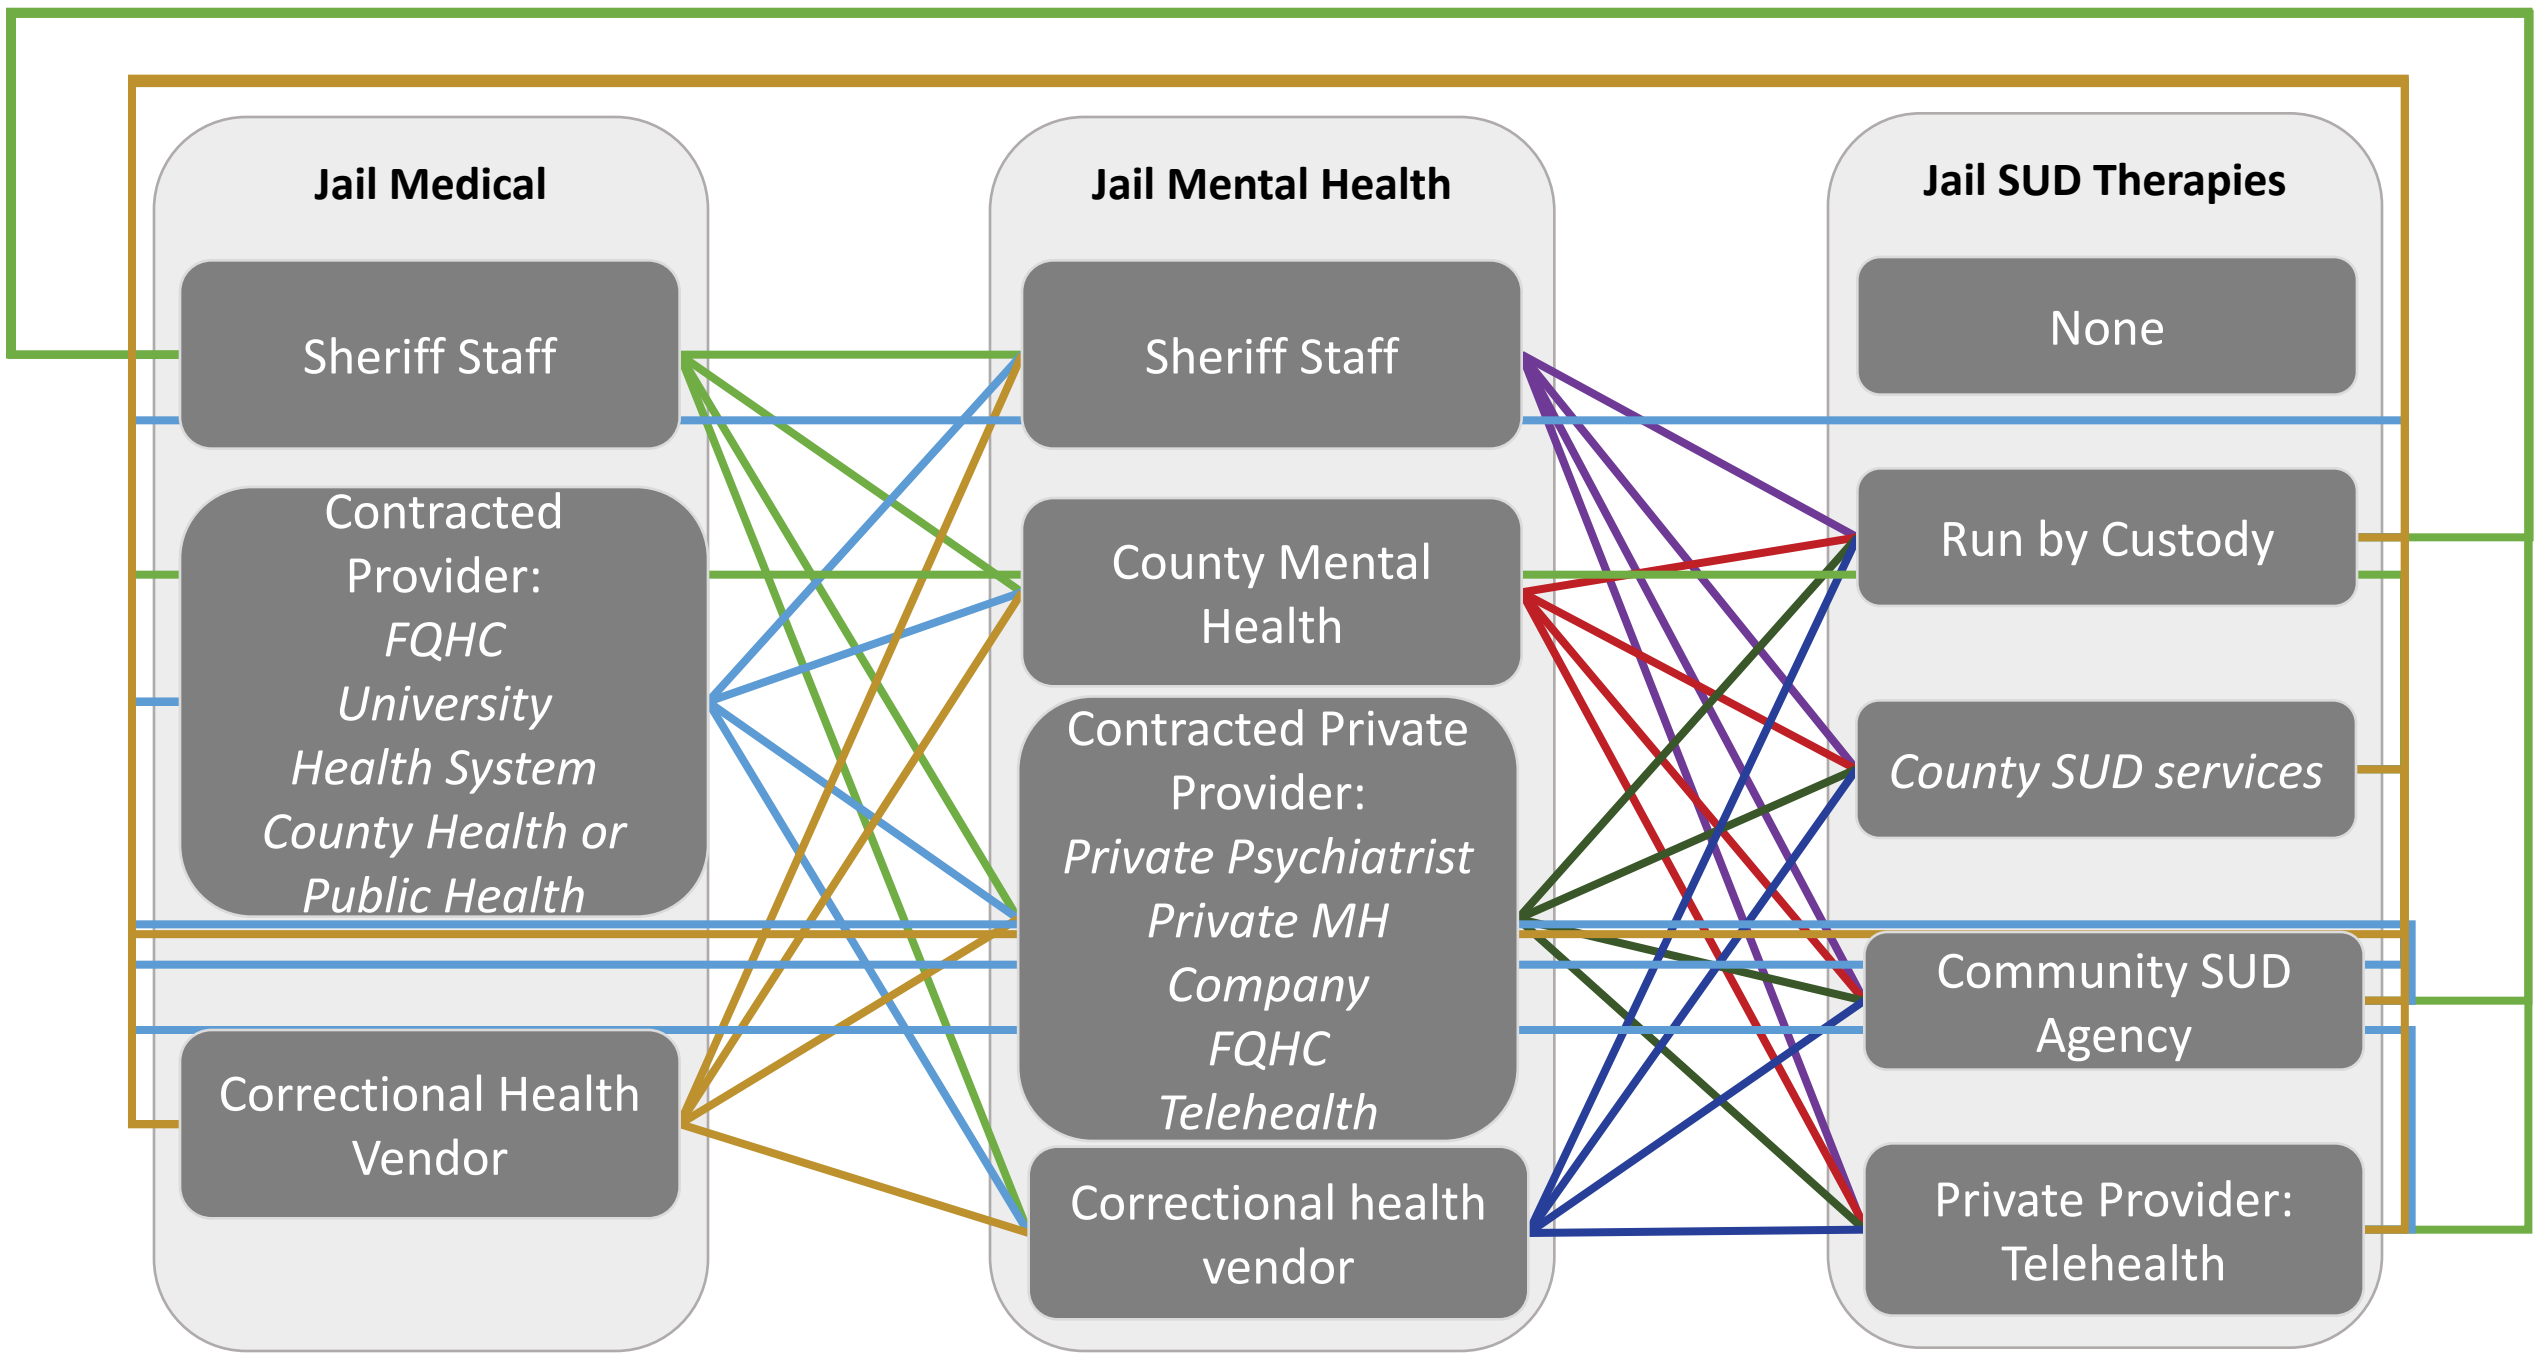 Jail Medical
Sheriff Staff
Contracted
Provider:
FQHC
University
Health System
County Health or
Public Health
Correctional Health
Vendor
Jail Mental Health
Sheriff Staff
County Mental
Health
Contracted Private
Provider:
Private Psychiatrist
Private MH
Company
FQHC
Telehealth
Correctional health
vendor
Jail SUD Therapies
None
Run by Custody
County SUD services
Community SUD
Agency
Private Provider:
Telehealth